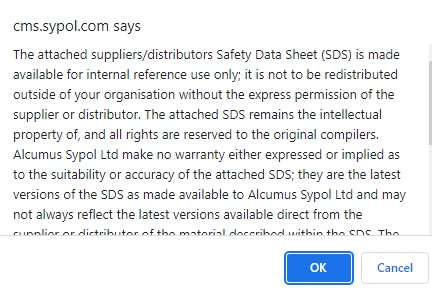 cms.sypol.com says
The attached suppliers/distributors Safety Data Sheet (SDS) is made
available for internal reference use only; it is not to be redistributed
outside of your organisation without the express permission of the
supplier or distributor. The attached SDS remains the intellectual
property of, and all rights are reserved to the original compilers.
Alcumus Sypol Ltd make no warranty either expressed or implied as
to the suitability or accuracy of the attached SDS; they are the latest
versions of the SDS as made available to Alcumus Sypol Ltd and may
not always reflect the latest versions available direct from the
supplier or distributor of the material described within the SDS. The
OK
Cancel